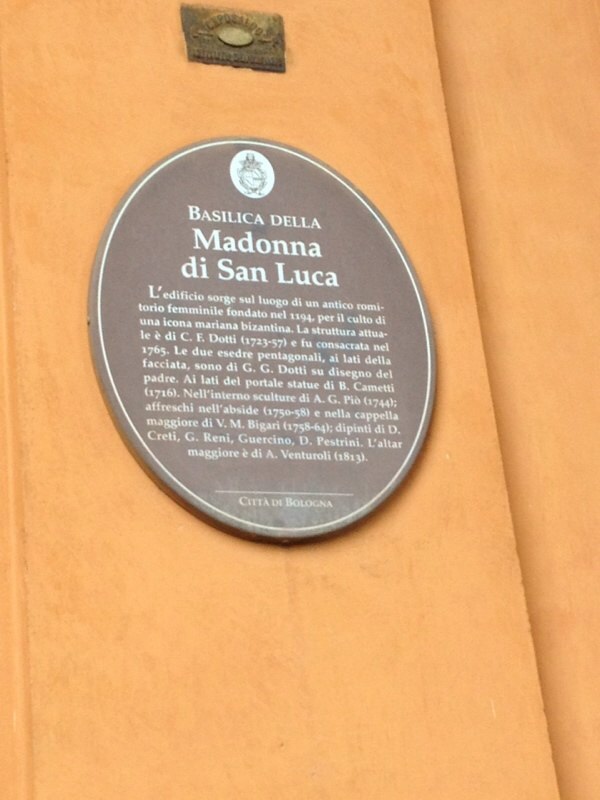 BASILICA DELLA
Madonna
di San Luca
L'edificio sorge sul luogo di un antico romi-
torio femminile fondato nel 1194, per il culto di
una icona mariana bizantina. La struttura attua-
le è di C. F. Dotti (1723-57) e fu consacrata nel
1765. Le due esedre pentagonali, ai lati della
facciata, sono di G. G. Dotti su disegno del
padre. Ai lati del portale statue di B. Cametti
(1716). Nell'interno sculture di A. G. Piò (1744);
affreschi nell'abside (1750-58) e nella cappella
maggiore di V. M. Bigari (1758-64); dipinti di D.
Creti, G. Reni, Guercino, D. Pestrini. L'altar
maggiore è di A. Venturoli (1813).
CITTÀ DI BOLOGNA